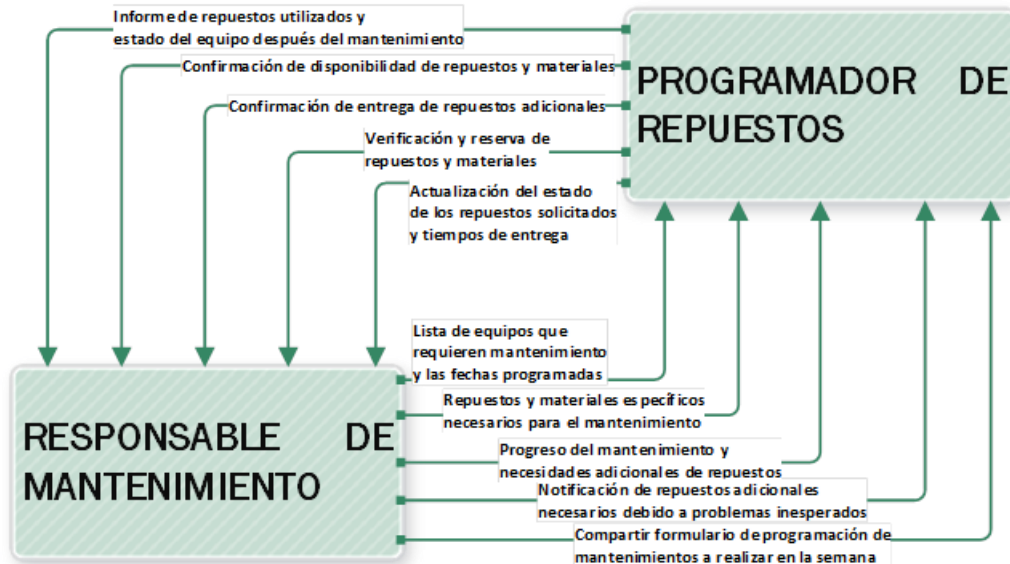 Informe de repuestos utilizados y
estado del equipo después del mantenimiento
Confirmación de disponibilidad de repuestos y materiales
Confirmación de entrega de repuestos adicionales
Verificación y reserva de
repuestos y materiales
Actualización del estado
de los repuestos solicitados
y tiempos de entrega
PROGRAMADOR DE
REPUESTOS
Lista de equipos que
requieren mantenimiento
y las fechas programadas
Repuestos y materiales específicos
necesarios para el mantenimiento
Progreso del mantenimiento y
necesidades adicionales de repuestos
Notificación de repuestos adicionales
necesarios debido a problemas inesperados
Compartir formulario de programación de
mantenimientos a realizar en la semana
RESPONSABLE DE
MANTENIMIENTO